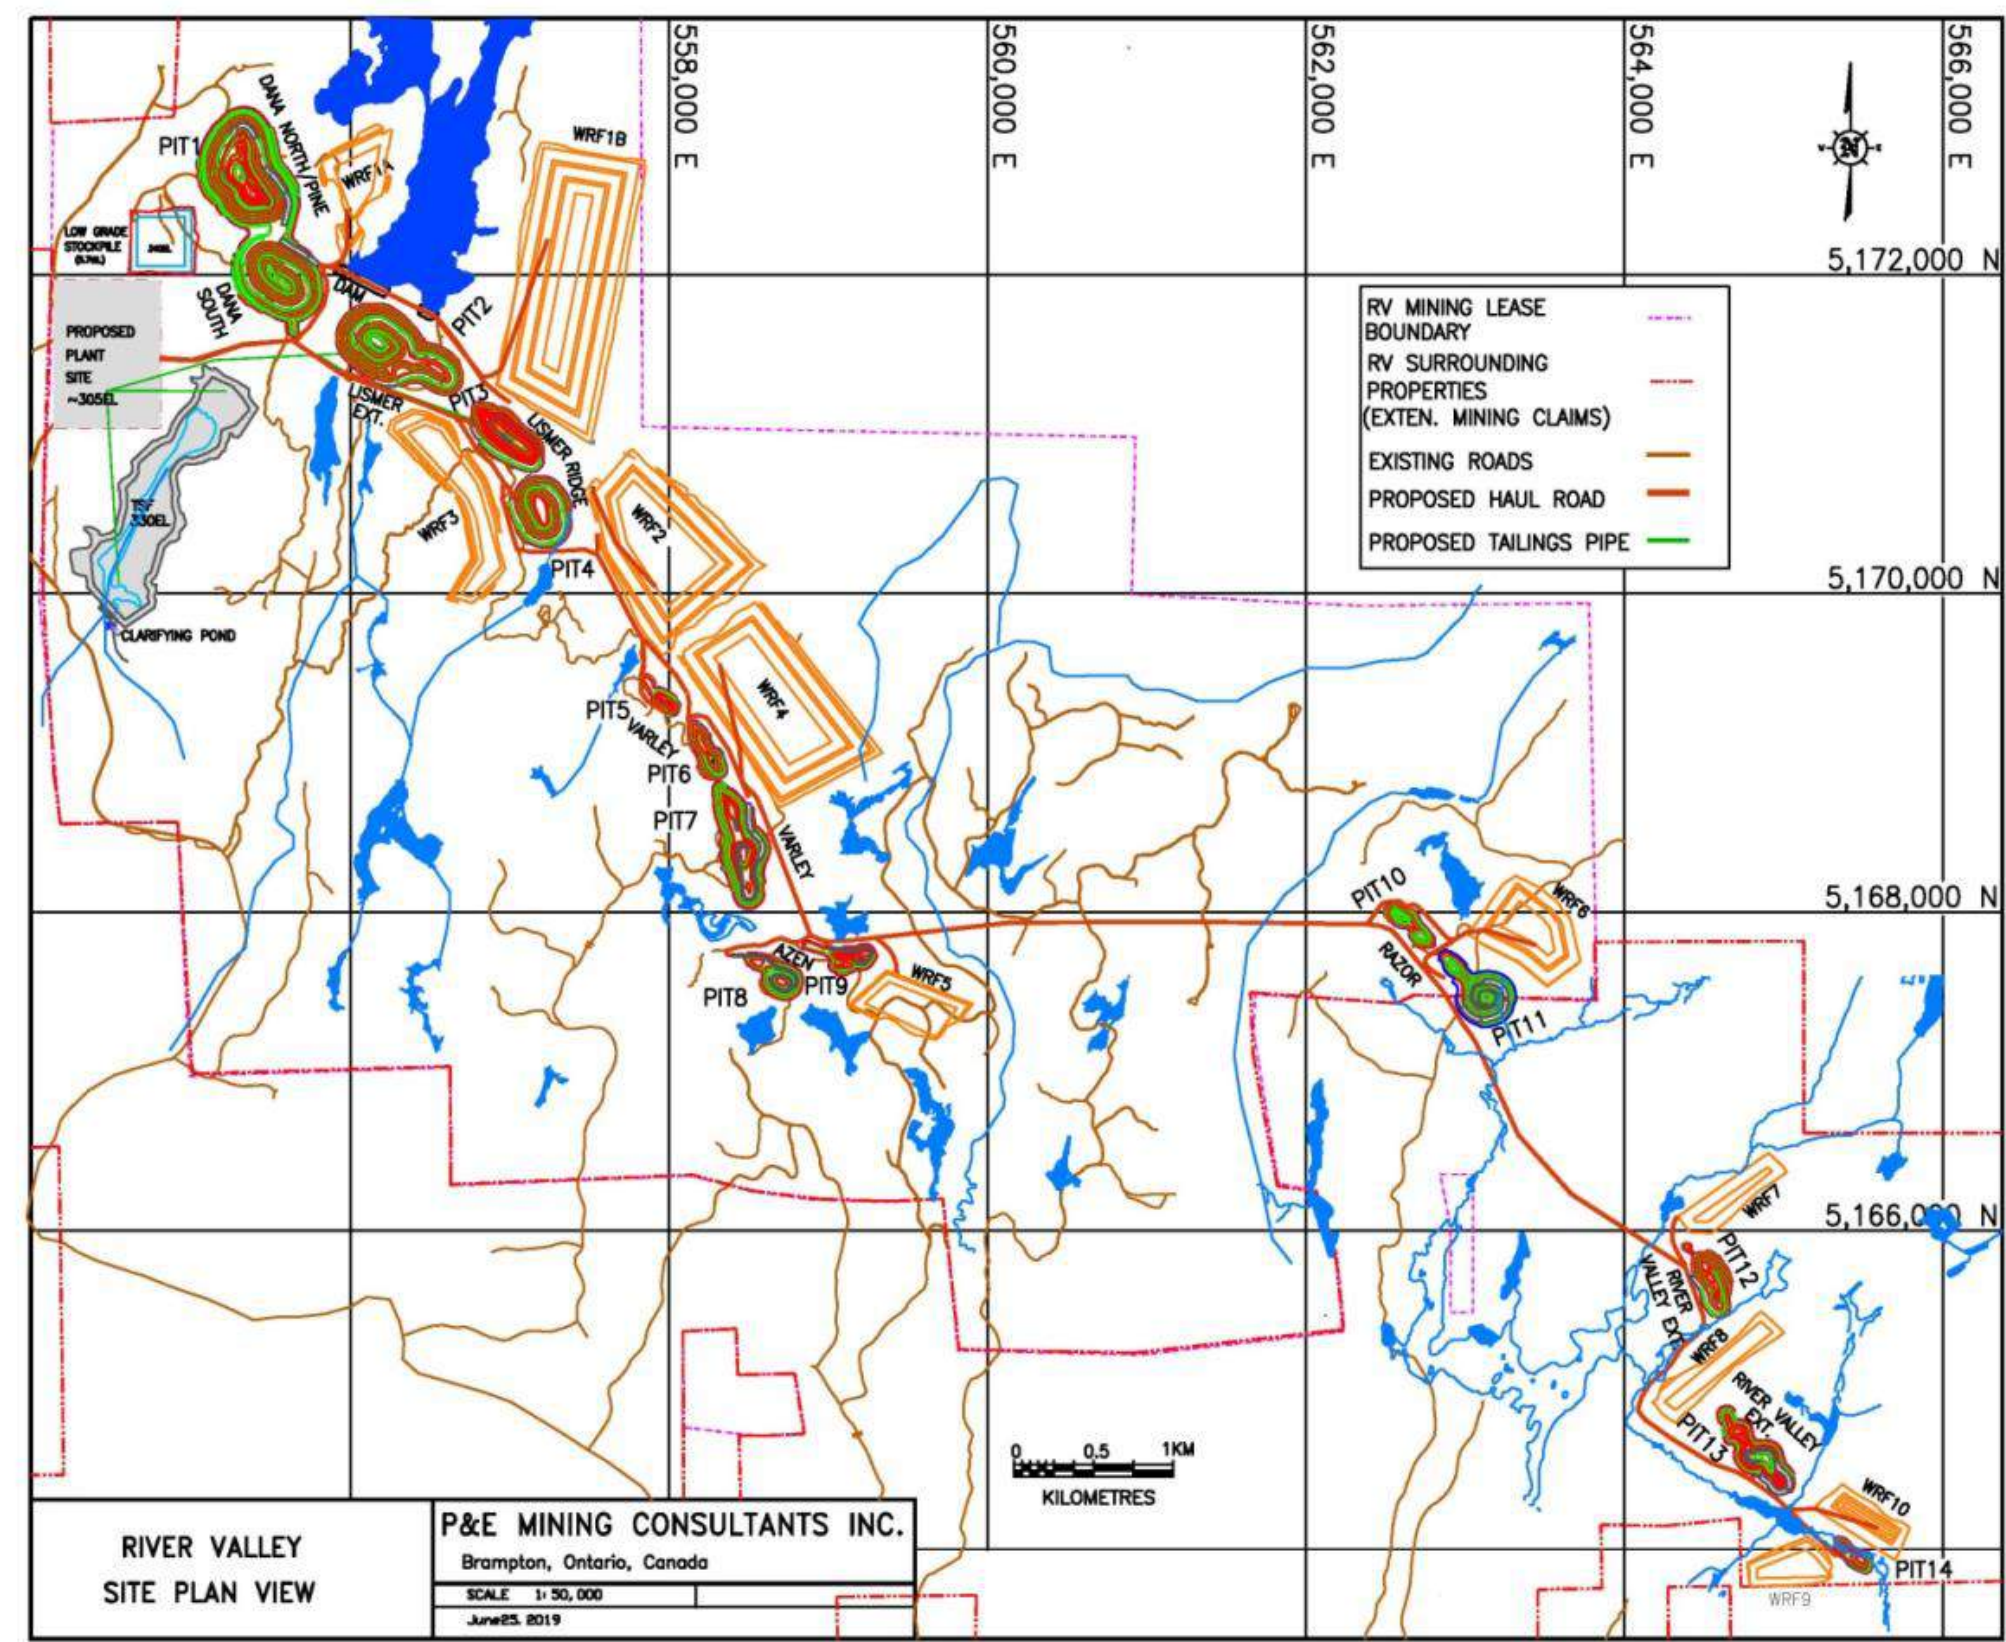 558,000 E
560,000 E
562,000 E
564,000 E
566,000 E
N
E
5,172,000 N
5,170,000 N
5,168,000 N
5,166,000 N
RV MINING LEASE
BOUNDARY
RV SURROUNDING
PROPERTIES
(EXTEN. MINING CLAIMS)
EXISTING ROADS
PROPOSED HAUL ROAD
PROPOSED TAILINGS PIPE
PIT1
DANA NORTH/PINE
WRF1A
WRF1B
LOW GRADE
STOCKPILE
DANA
SOUTH
DAM
PIT2
PROPOSED
PLANT
SITE
~305EL
LISMER
EXT.
PIT3
LISMER RIDGE
WRF3
WRF2
TSF
330EL
PIT4
CLARIFYING POND
WRF4
PIT5
VARLEY
PIT6
PIT7
VARLEY
AZEN
PIT8
PIT9
WRF5
PIT10
WRF6
RAZOR
PIT11
WRF7
PIT12
RIVER
VALLEY EXT.
WRF8
RIVER VALLEY
EXT.
PIT13
WRF10
PIT14
WRF9
0 0.5 1KM
KILOMETRES
RIVER VALLEY
SITE PLAN VIEW
P&E MINING CONSULTANTS INC.
Brampton, Ontario, Canada
SCALE 1:50,000
June25. 2019